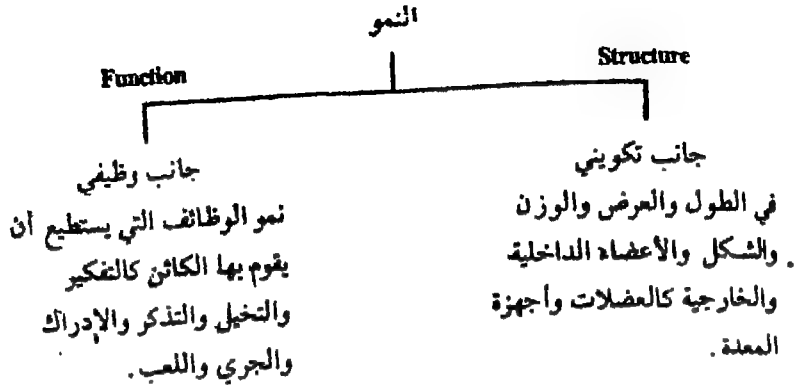 النمو
Structure
Function
جانب تكويني
في الطول والعرض والوزن
والشكل والأعضاء الداخلية
والخارجية كالعضلات وأجهزة
المعدة .
جانب وظيفي
نمو الوظائف التي يستطيع أن
يقوم بها الكائن كالتفكير
والتخيل والتذكر والإدراك
والجري واللعب .